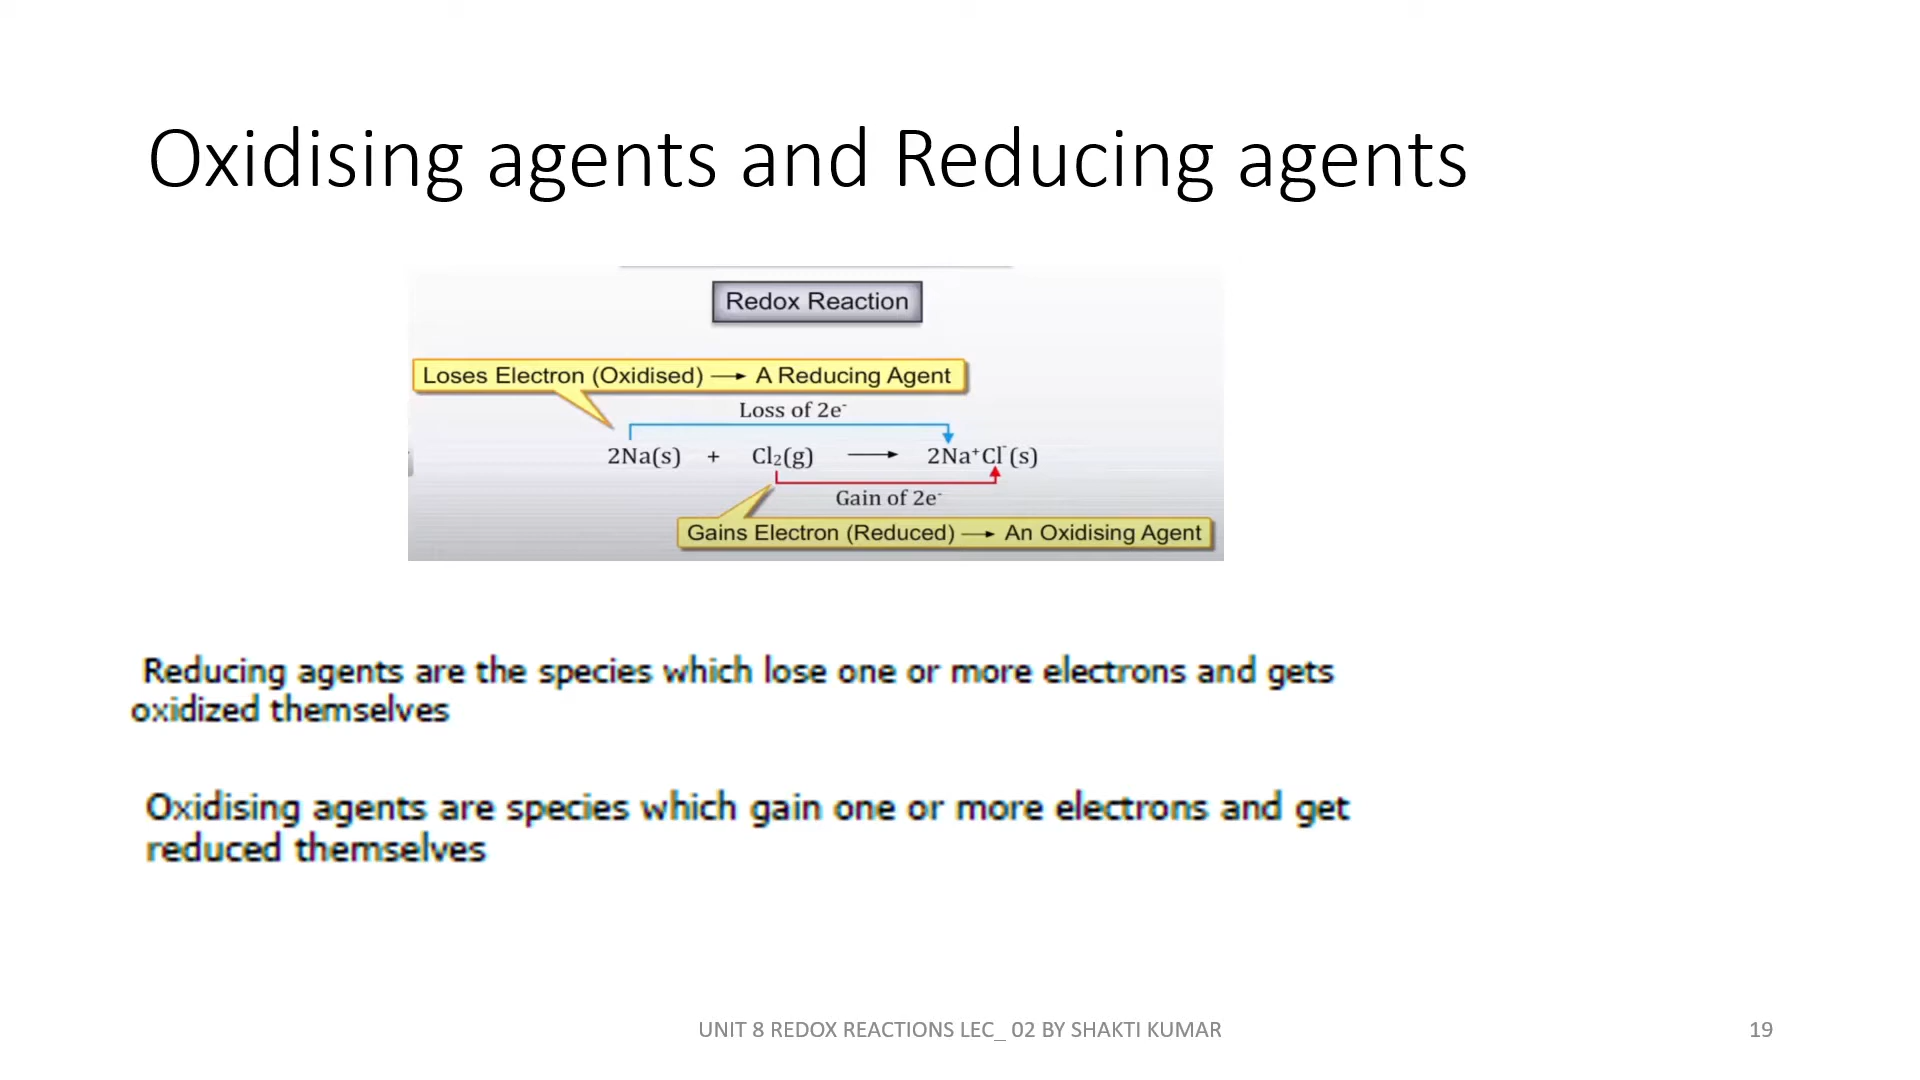 Oxidising agents and Reducing agents
Redox Reaction
Loses Electron (Oxidised) → A Reducing Agent
Loss of 2e⁻
2Na(s) + Cl₂(g) → 2Na⁺Cl⁻(s)
Gain of 2e⁻
Gains Electron (Reduced) → An Oxidising Agent
Reducing agents are the species which lose one or more electrons and gets
oxidized themselves
Oxidising agents are species which gain one or more electrons and get
reduced themselves
UNIT 8 REDOX REACTIONS LEC_ 02 BY SHAKTI KUMAR
19